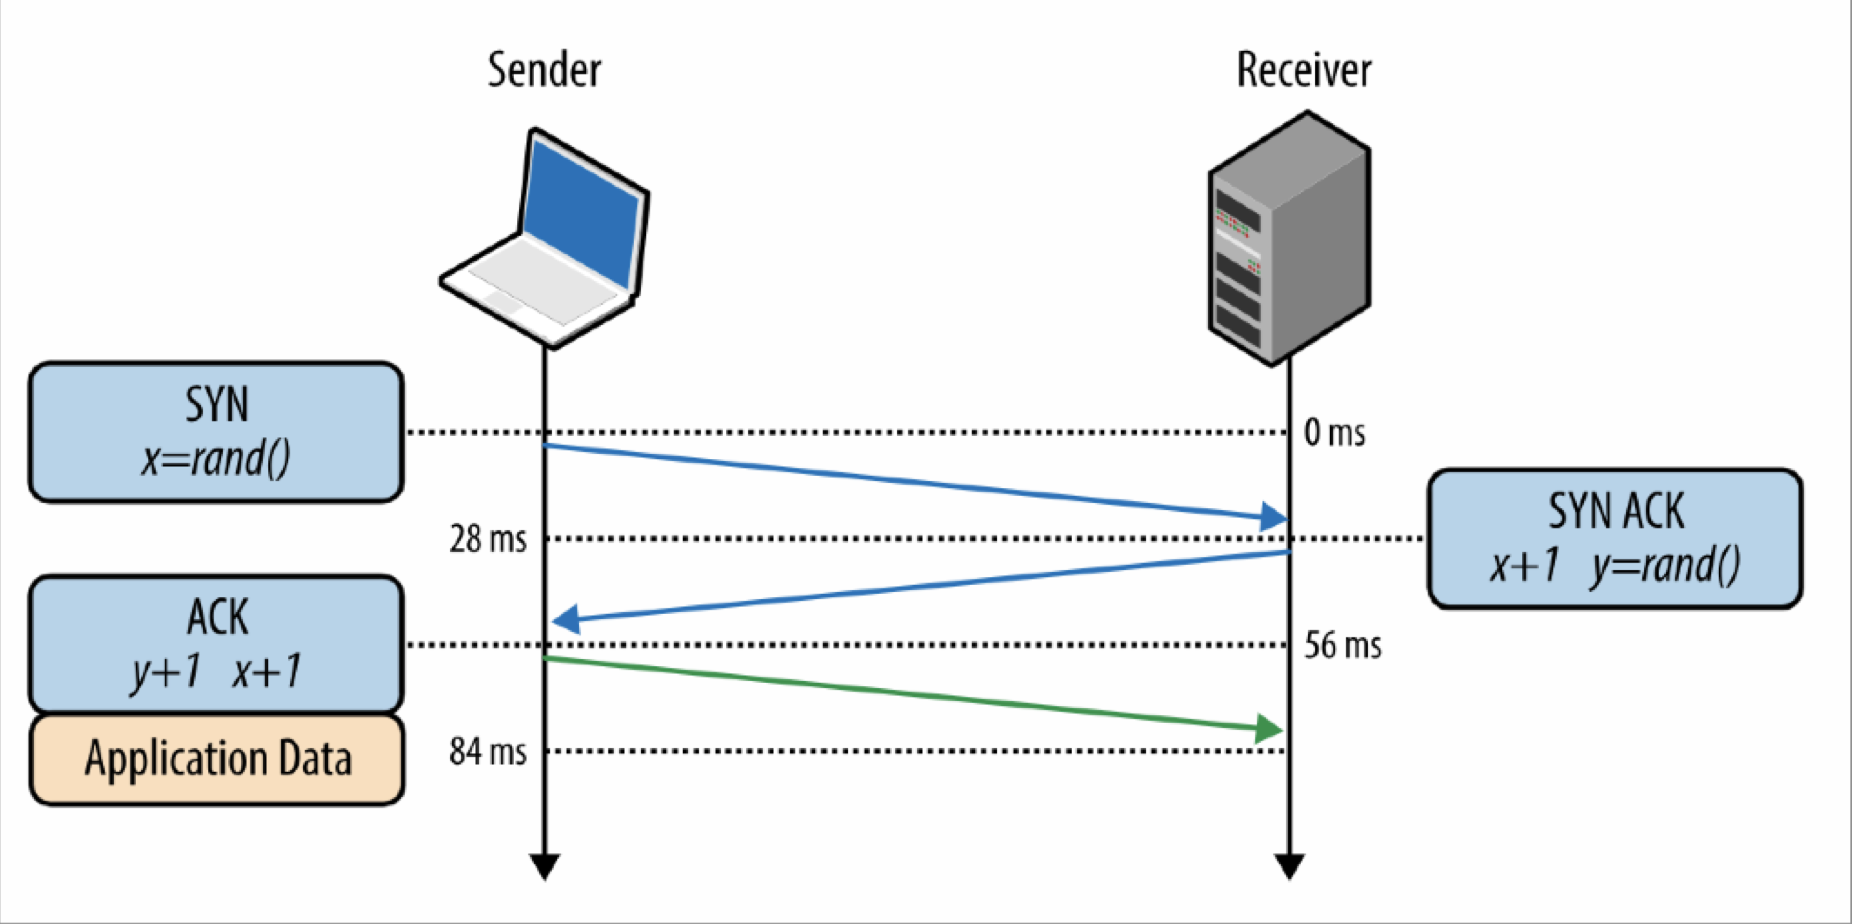 Sender
Receiver
SYN
x=rand()
0 ms
28 ms
SYN ACK
x+1 y=rand()
ACK
y+1 x+1
56 ms
Application Data
84 ms